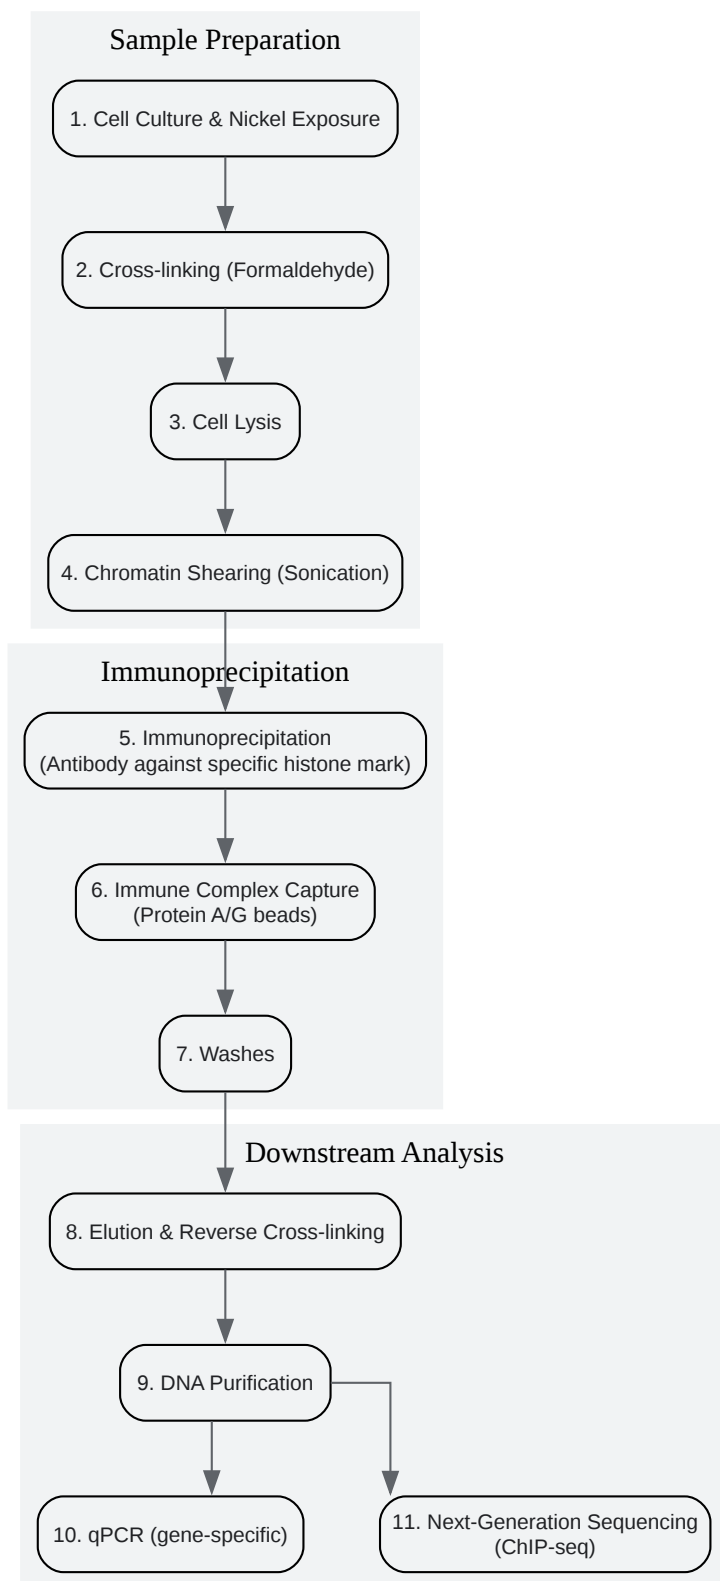 Sample Preparation
1. Cell Culture & Nickel Exposure
2. Cross-linking (Formaldehyde)
3. Cell Lysis
4. Chromatin Shearing (Sonication)
Immunoprecipitation
5. Immunoprecipitation
(Antibody against specific histone mark)
6. Immune Complex Capture
(Protein A/G beads)
7. Washes
Downstream Analysis
8. Elution & Reverse Cross-linking
9. DNA Purification
10. qPCR (gene-specific)
11. Next-Generation Sequencing
(ChIP-seq)